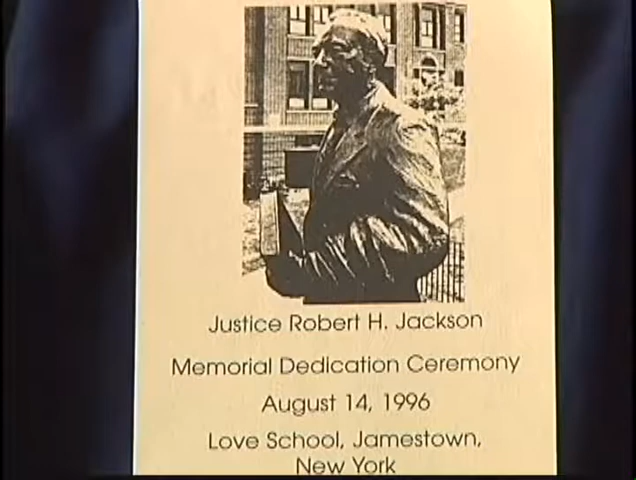 Justice Robert H. Jackson
Memorial Dedication Ceremony
August 14, 1996
Love School, Jamestown,
New York